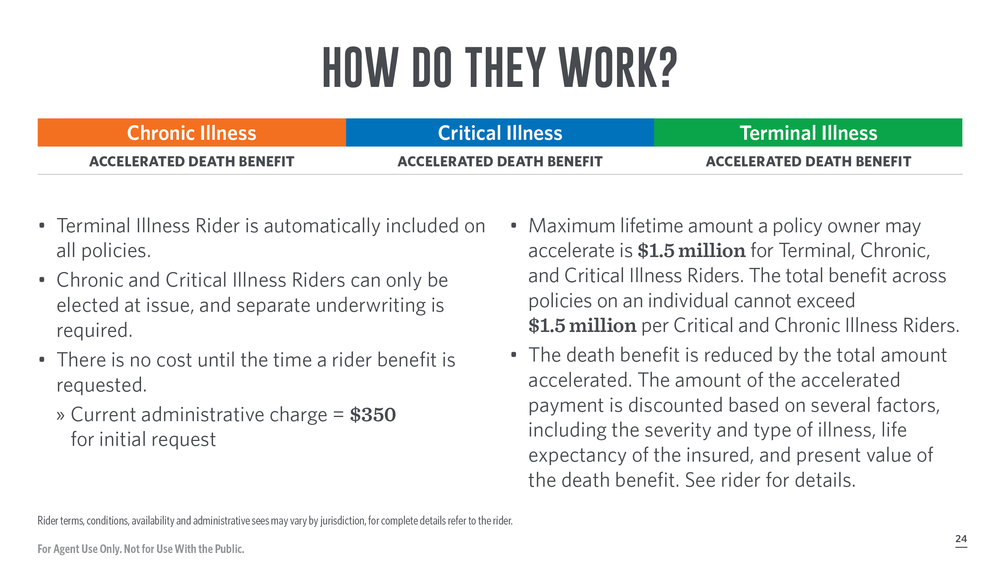 HOW DO THEY WORK?
Chronic Illness
Critical Illness
Terminal Illness
ACCELERATED DEATH BENEFIT
ACCELERATED DEATH BENEFIT
ACCELERATED DEATH BENEFIT
• Terminal Illness Rider is automatically included on
all policies.
• Chronic and Critical Illness Riders can only be
elected at issue, and separate underwriting is
required.
• There is no cost until the time a rider benefit is
requested.
» Current administrative charge = $350
for initial request
• Maximum lifetime amount a policy owner may
accelerate is $1.5 million for Terminal, Chronic,
and Critical Illness Riders. The total benefit across
policies on an individual cannot exceed
$1.5 million per Critical and Chronic Illness Riders.
• The death benefit is reduced by the total amount
accelerated. The amount of the accelerated
payment is discounted based on several factors,
including the severity and type of illness, life
expectancy of the insured, and present value of
the death benefit. See rider for details.
Rider terms, conditions, availability and administrative sees may vary by jurisdiction, for complete details refer to the rider.
For Agent Use Only. Not for Use With the Public.
24